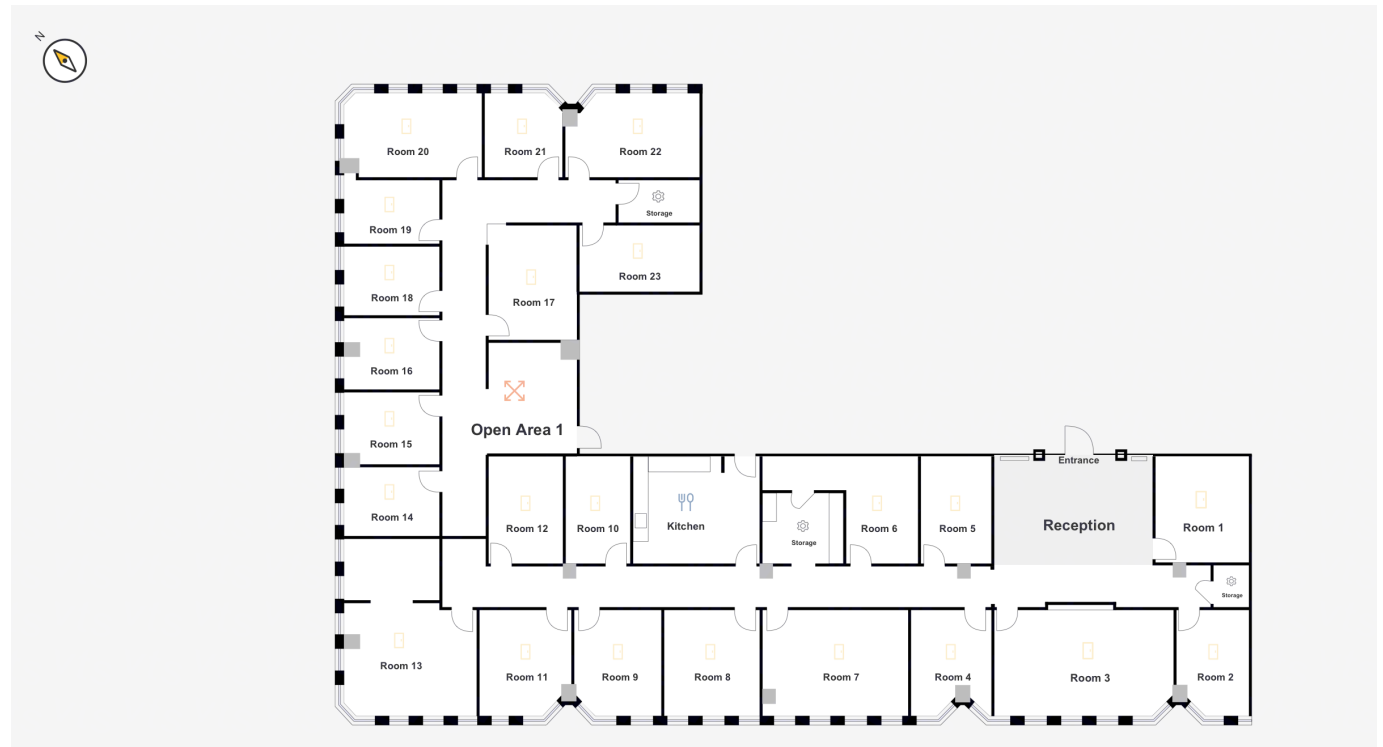 N
Room 20
Room 21
Room 22
Storage
Room 19
Room 23
Room 18
Room 17
Room 16
Open Area 1
Room 15
Entrance
Room 14
Room 12
Room 10
Kitchen
Storage
Room 6
Room 5
Reception
Room 1
Storage
Room 13
Room 11
Room 9
Room 8
Room 7
Room 4
Room 3
Room 2